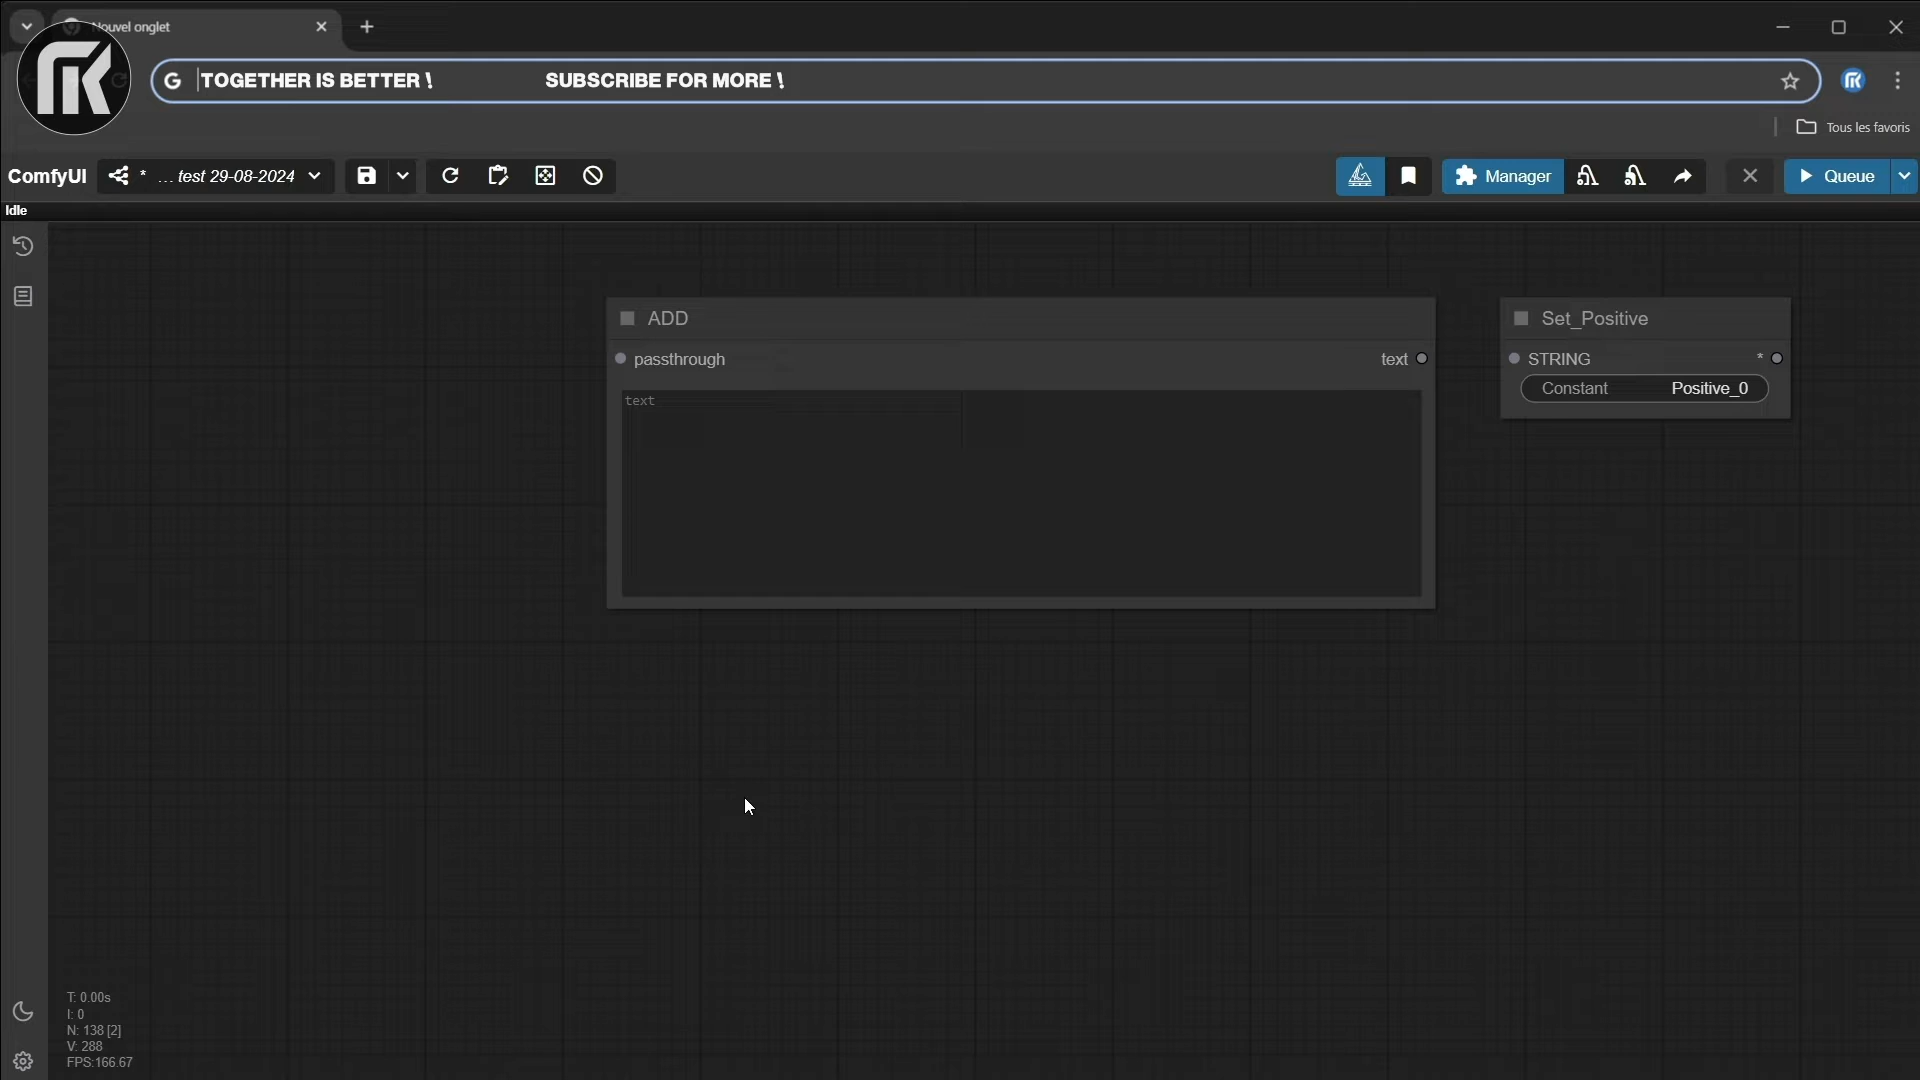 Nouvel onglet
TOGETHER IS BETTER ! SUBSCRIBE FOR MORE !
Tous les favoris
ComfyUI * ... test 29-08-2024 Manager Queue
Idle
ADD
passthrough text
text
Set_Positive
STRING *
Constant Positive_0
T: 0.00s
I: 0
N: 138 [2]
V: 288
FPS:166.67